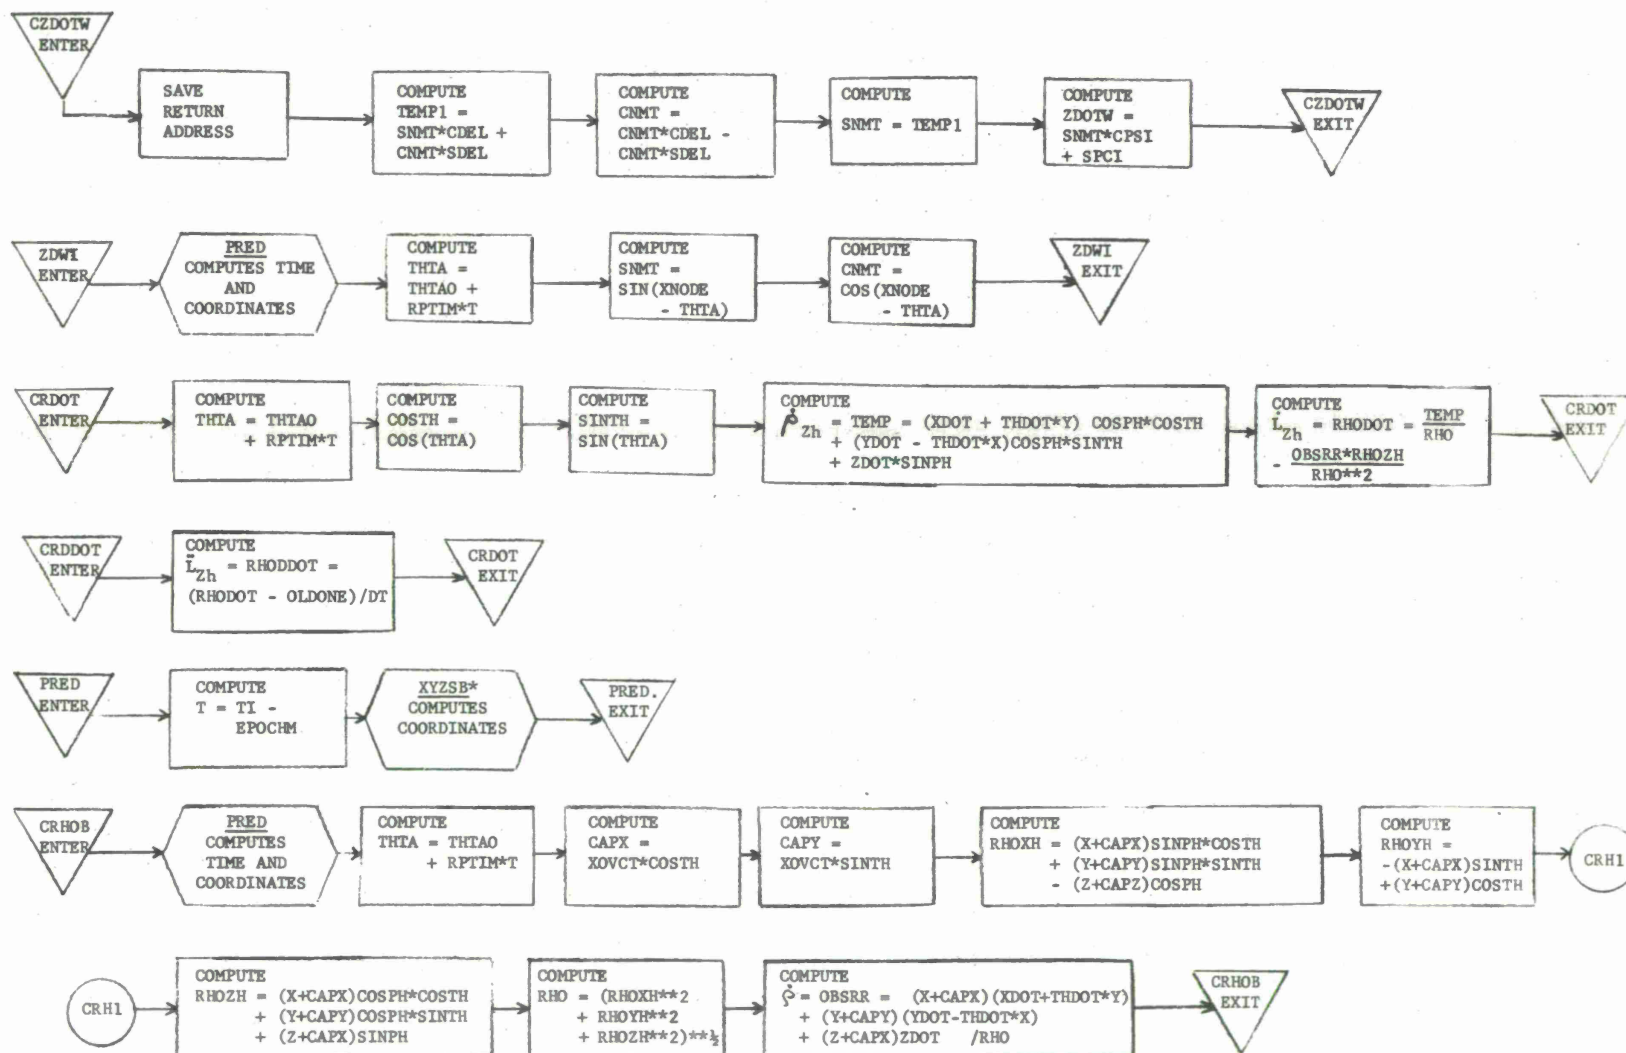 CZDOTW
ENTER
SAVE
RETURN
ADDRESS
COMPUTE
TEMP1 =
SNMT*CDEL +
CNMT*SDEL
COMPUTE
CNMT =
CNMT*CDEL -
CNMT*SDEL
COMPUTE
SNMT = TEMP1
COMPUTE
ZDOTW =
SNMT*CPSI
+ SPCI
CZDOTW
EXIT
ZDWI
ENTER
PRED
COMPUTES TIME
AND
COORDINATES
COMPUTE
THTA =
THTAO +
RPTIM*T
COMPUTE
SNMT =
SIN(XNODE
- THTA)
COMPUTE
CNMT =
COS(XNODE
- THTA)
ZDWI
EXIT
CRDOT
ENTER
COMPUTE
THTA = THTAO
+ RPTIM*T
COMPUTE
COSTH =
COS(THTA)
COMPUTE
SINTH =
SIN(THTA)
COMPUTE
ρ̇Zh = TEMP = (XDOT + THDOT*Y) COSPH*COSTH
+ (YDOT - THDOT*X)COSPH*SINTH
+ ZDOT*SINPH
COMPUTE
L̇Zh = RHODOT = TEMP
RHO
- OBSRR*RHOZH
RHO**2
CRDOT
EXIT
CRDDOT
ENTER
COMPUTE
L̈Zh = RHODDOT =
(RHODOT - OLDONE)/DT
CRDOT
EXIT
PRED
ENTER
COMPUTE
T = TI -
EPOCHM
XYZSB*
COMPUTES
COORDINATES
PRED.
EXIT
CRHOB
ENTER
PRED
COMPUTES
TIME AND
COORDINATES
COMPUTE
THTA = THTAO
+ RPTIM*T
COMPUTE
CAPX =
XOVCT*COSTH
COMPUTE
CAPY =
XOVCT*SINTH
COMPUTE
RHOXH = (X+CAPX)SINPH*COSTH
+ (Y+CAPY)SINPH*SINTH
- (Z+CAPZ)COSPH
COMPUTE
RHOYH =
-(X+CAPX)SINTH
+(Y+CAPY)COSTH
CRH1
CRH1
COMPUTE
RHOZH = (X+CAPX)COSPH*COSTH
+ (Y+CAPY)COSPH*SINTH
+ (Z+CAPX)SINPH
COMPUTE
RHO = (RHOXH**2
+ RHOYH**2
+ RHOZH**2)**½
COMPUTE
ρ̇ = OBSRR = (X+CAPX)(XDOT+THDOT*Y)
+ (Y+CAPY)(YDOT-THDOT*X)
+ (Z+CAPX)ZDOT /RHO
CRHOB
EXIT